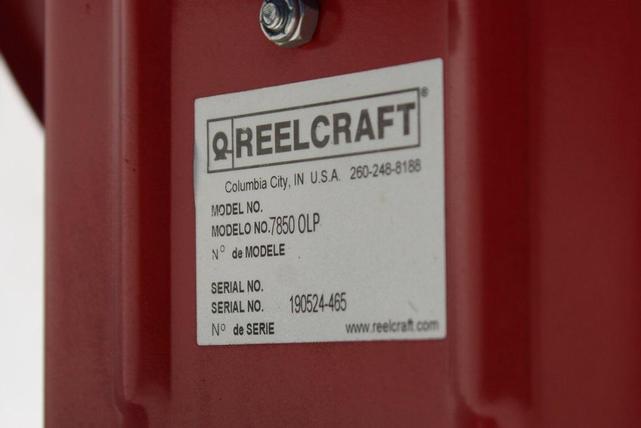 REELCRAFT®
Columbia City, IN U.S.A. 260-248-8188
MODEL NO.
MODELO NO. 7850 OLP
N° de MODELE
SERIAL NO.
SERIAL NO. 190524-465
N° de SERIE www.reelcraft.com